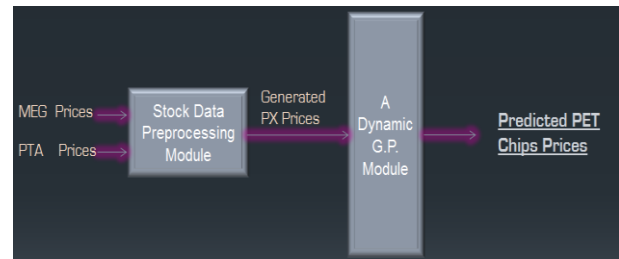 MEG Prices
PTA Prices
Stock Data
Preprocessing
Module
Generated
PX Prices
A
Dynamic
G.P.
Module
Predicted PET
Chips Prices